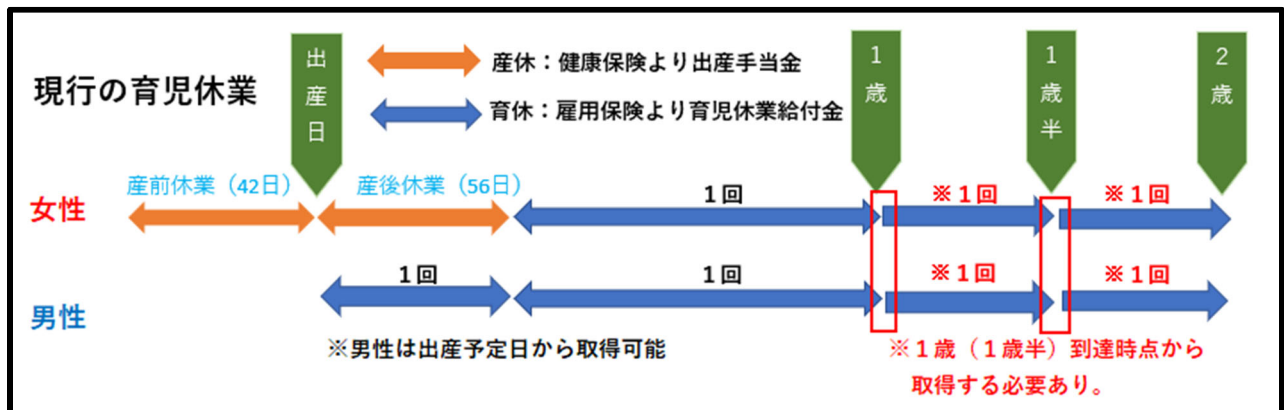 現行の育児休業
出産日
産休：健康保険より出産手当金
育休：雇用保険より育児休業給付金
1歳
1歳半
2歳
産前休業（42日）
産後休業（56日）
女性
1回
※1回
※1回
男性
1回
1回
※1回
※1回
※男性は出産予定日から取得可能
※１歳（１歳半）到達時点から
取得する必要あり。